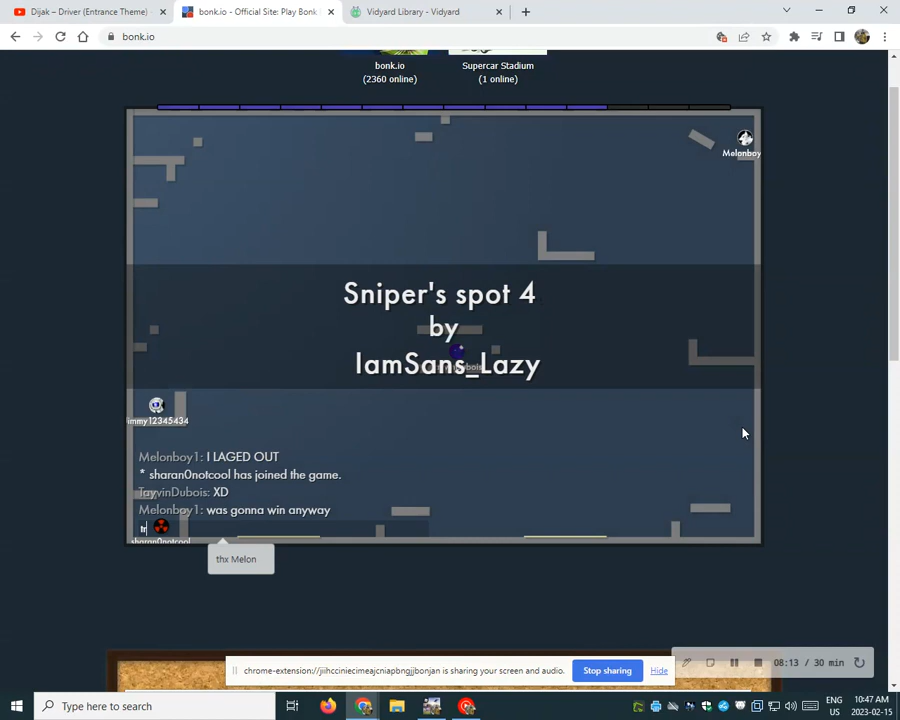 Dijak – Driver (Entrance Theme)
bonk.io - Official Site: Play Bonk
Vidyard Library - Vidyard
bonk.io
bonk.io
(2360 online)
Supercar Stadium
(1 online)
Melonboy
Sniper's spot 4
by
IamSans_Lazy
jimmy12345434
Melonboy1: I LAGED OUT
* sharan0notcool has joined the game.
TayvinDubois: XD
Melonboy1: was gonna win anyway
sharan0notcool
thx Melon
chrome-extension://jiihcciniecimeajcniapbngjjbonjan is sharing your screen and audio.
Stop sharing
Hide
08:13 / 30 min
Type here to search
ENG
US
10:47 AM
2023-02-15